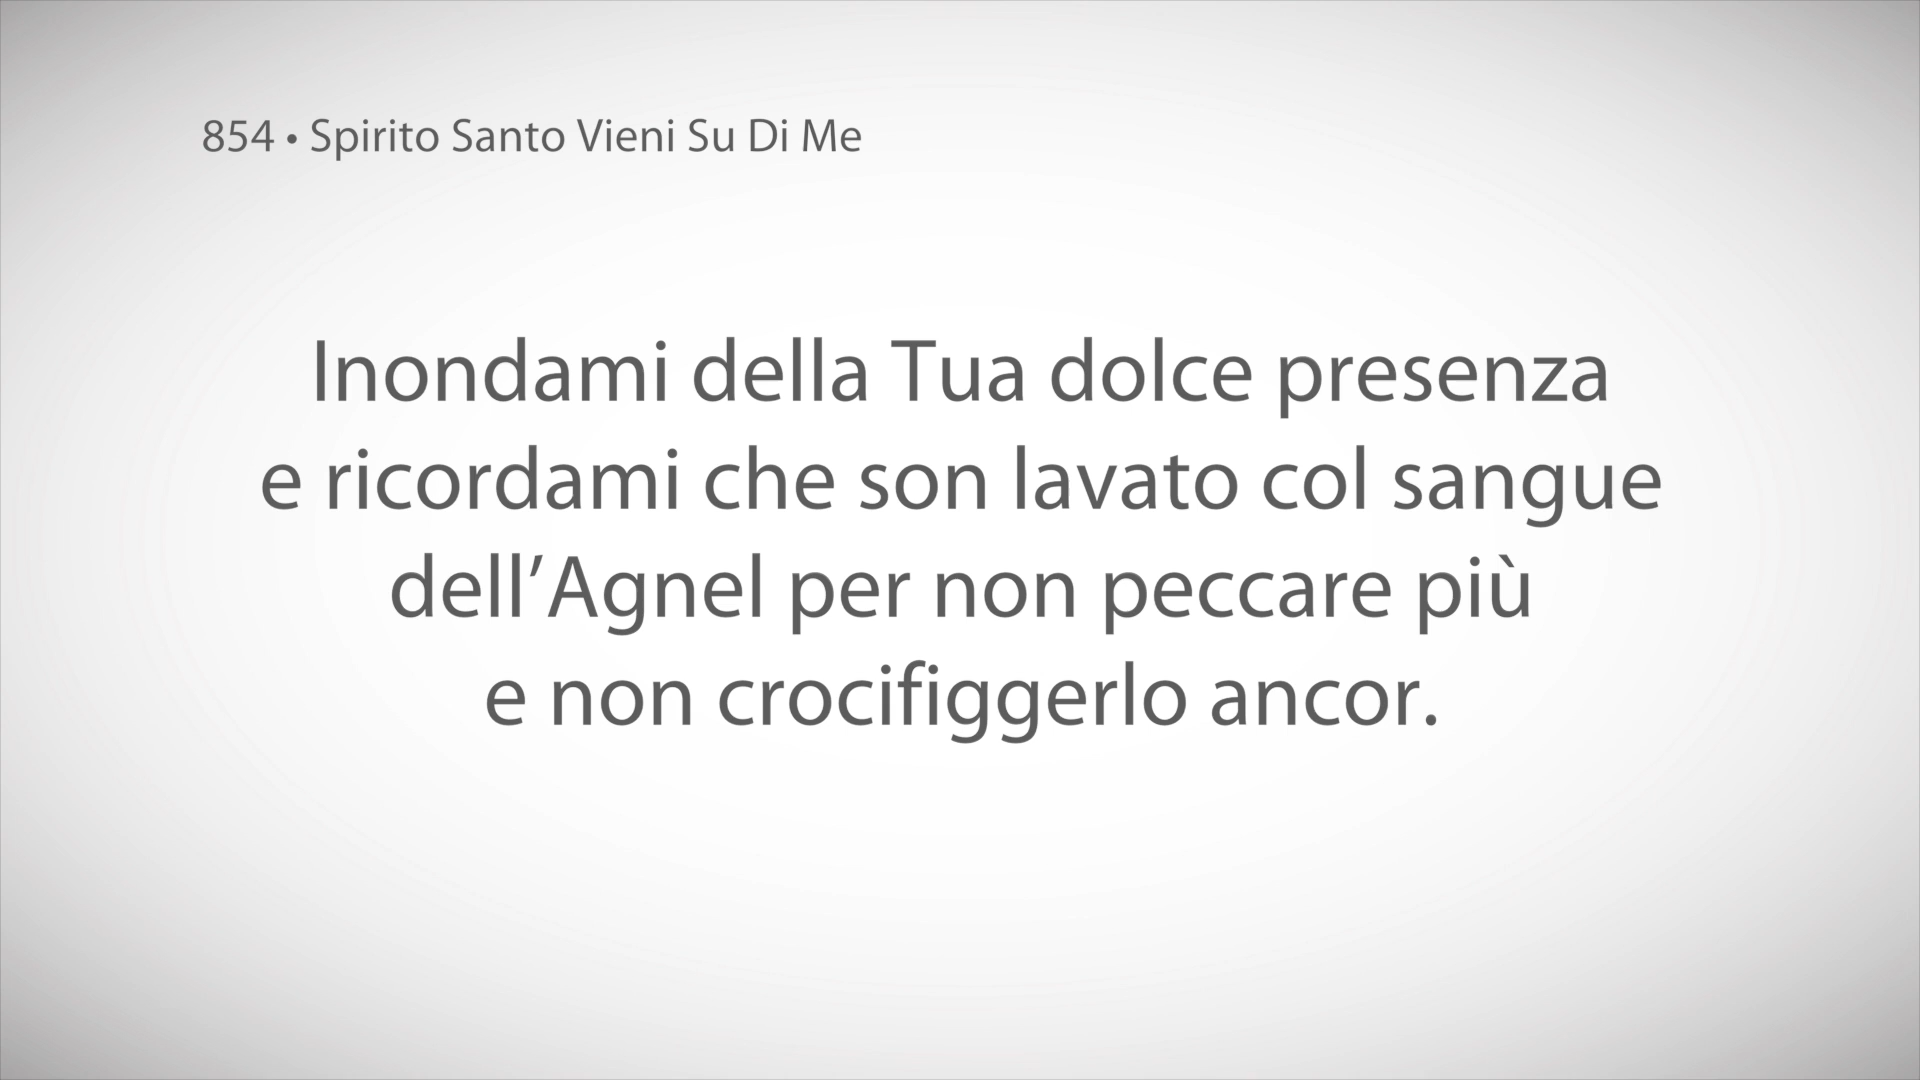 854 • Spirito Santo Vieni Su Di Me
Inondami della Tua dolce presenza
e ricordami che son lavato col sangue
dell’Agnel per non peccare più
e non crocifiggerlo ancor.